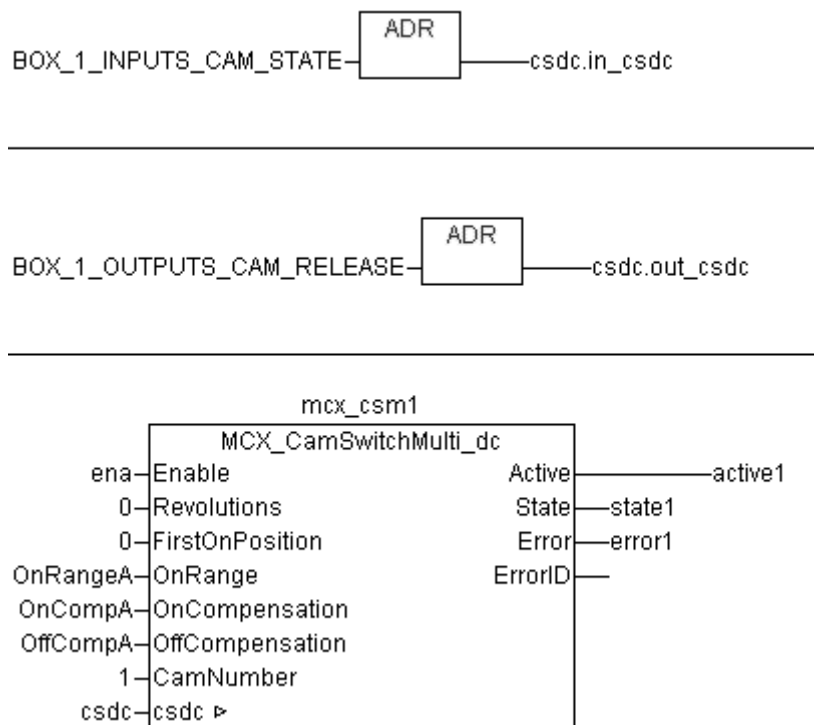 ADR
BOX_1_INPUTS_CAM_STATE csdc.in_csdc
ADR
BOX_1_OUTPUTS_CAM_RELEASE csdc.out_csdc
mcx_csm1
MCX_CamSwitchMulti_dc
ena Enable Active active1
0 Revolutions State state1
0 FirstOnPosition Error error1
OnRangeA OnRange ErrorID
OnCompA OnCompensation
OffCompA OffCompensation
1 CamNumber
csdc csdc ▹